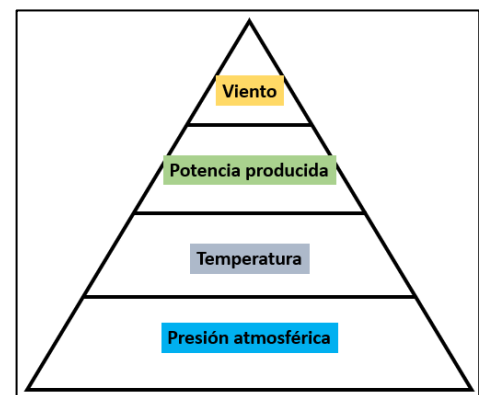 Viento
Potencia producida
Temperatura
Presión atmosférica